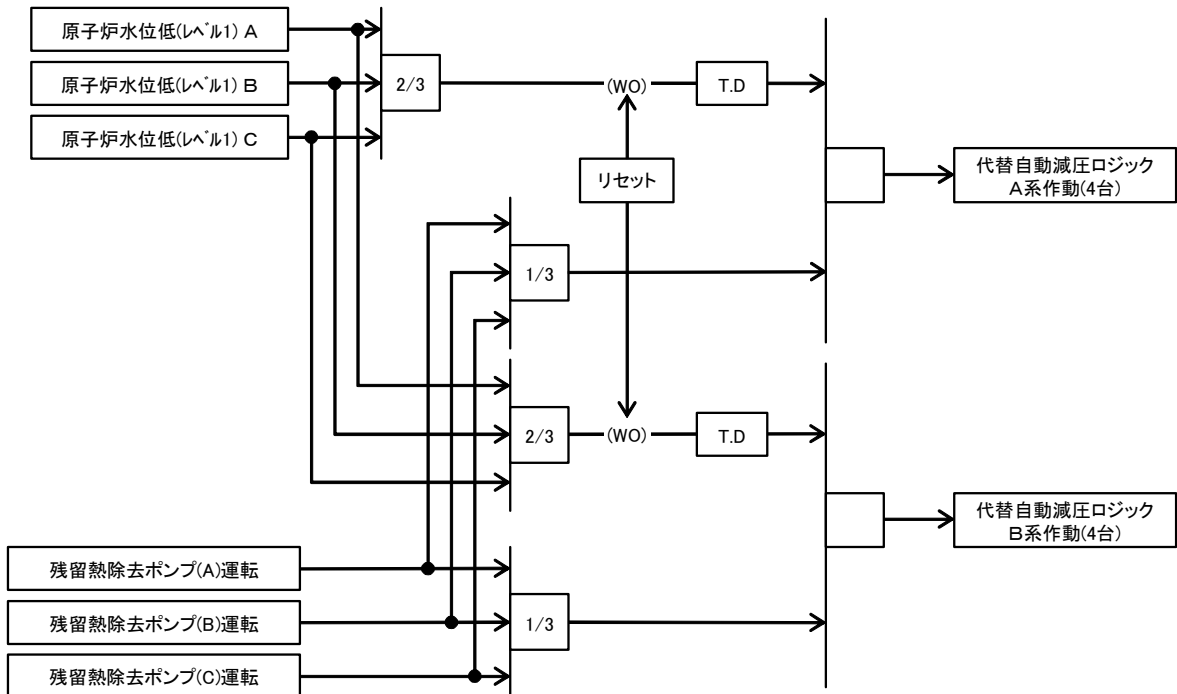 原子炉水位低(ﾚﾍﾞﾙ1) A
原子炉水位低(ﾚﾍﾞﾙ1) B
原子炉水位低(ﾚﾍﾞﾙ1) C
2/3
(WO)
T.D
リセット
代替自動減圧ロジック
A系作動(4台)
1/3
2/3
(WO)
T.D
代替自動減圧ロジック
B系作動(4台)
残留熱除去ポンプ(A)運転
残留熱除去ポンプ(B)運転
残留熱除去ポンプ(C)運転
1/3